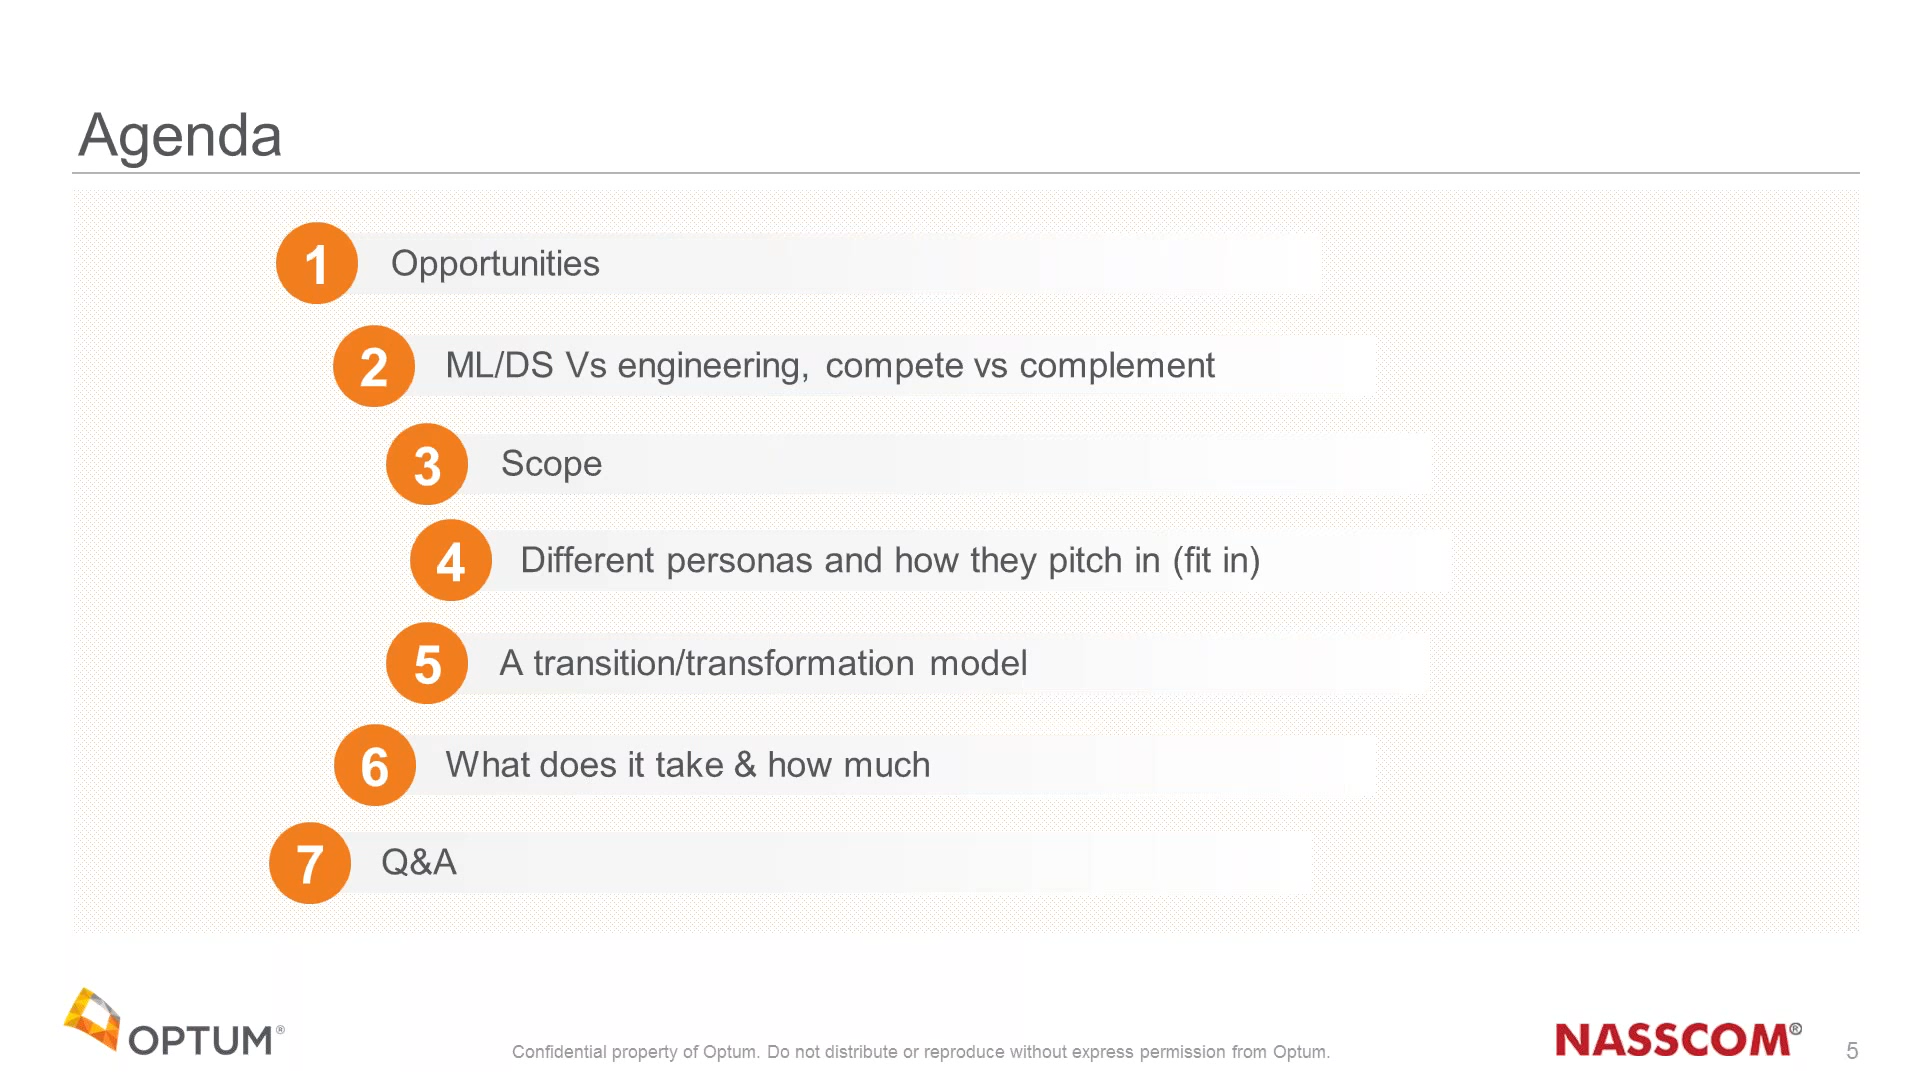 Agenda
1 Opportunities
2 ML/DS Vs engineering, compete vs complement
3 Scope
4 Different personas and how they pitch in (fit in)
5 A transition/transformation model
6 What does it take & how much
7 Q&A
OPTUM®
Confidential property of Optum. Do not distribute or reproduce without express permission from Optum.
NASSCOM®
5